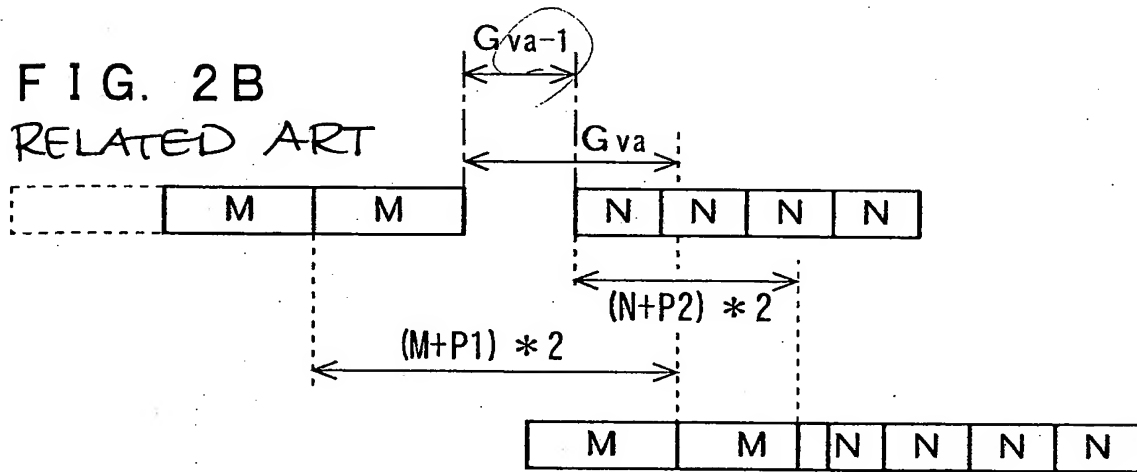 Gva-1
FIG. 2B
RELATED ART
Gva
M M N N N N
(N+P2) * 2
(M+P1) * 2
M M N N N N